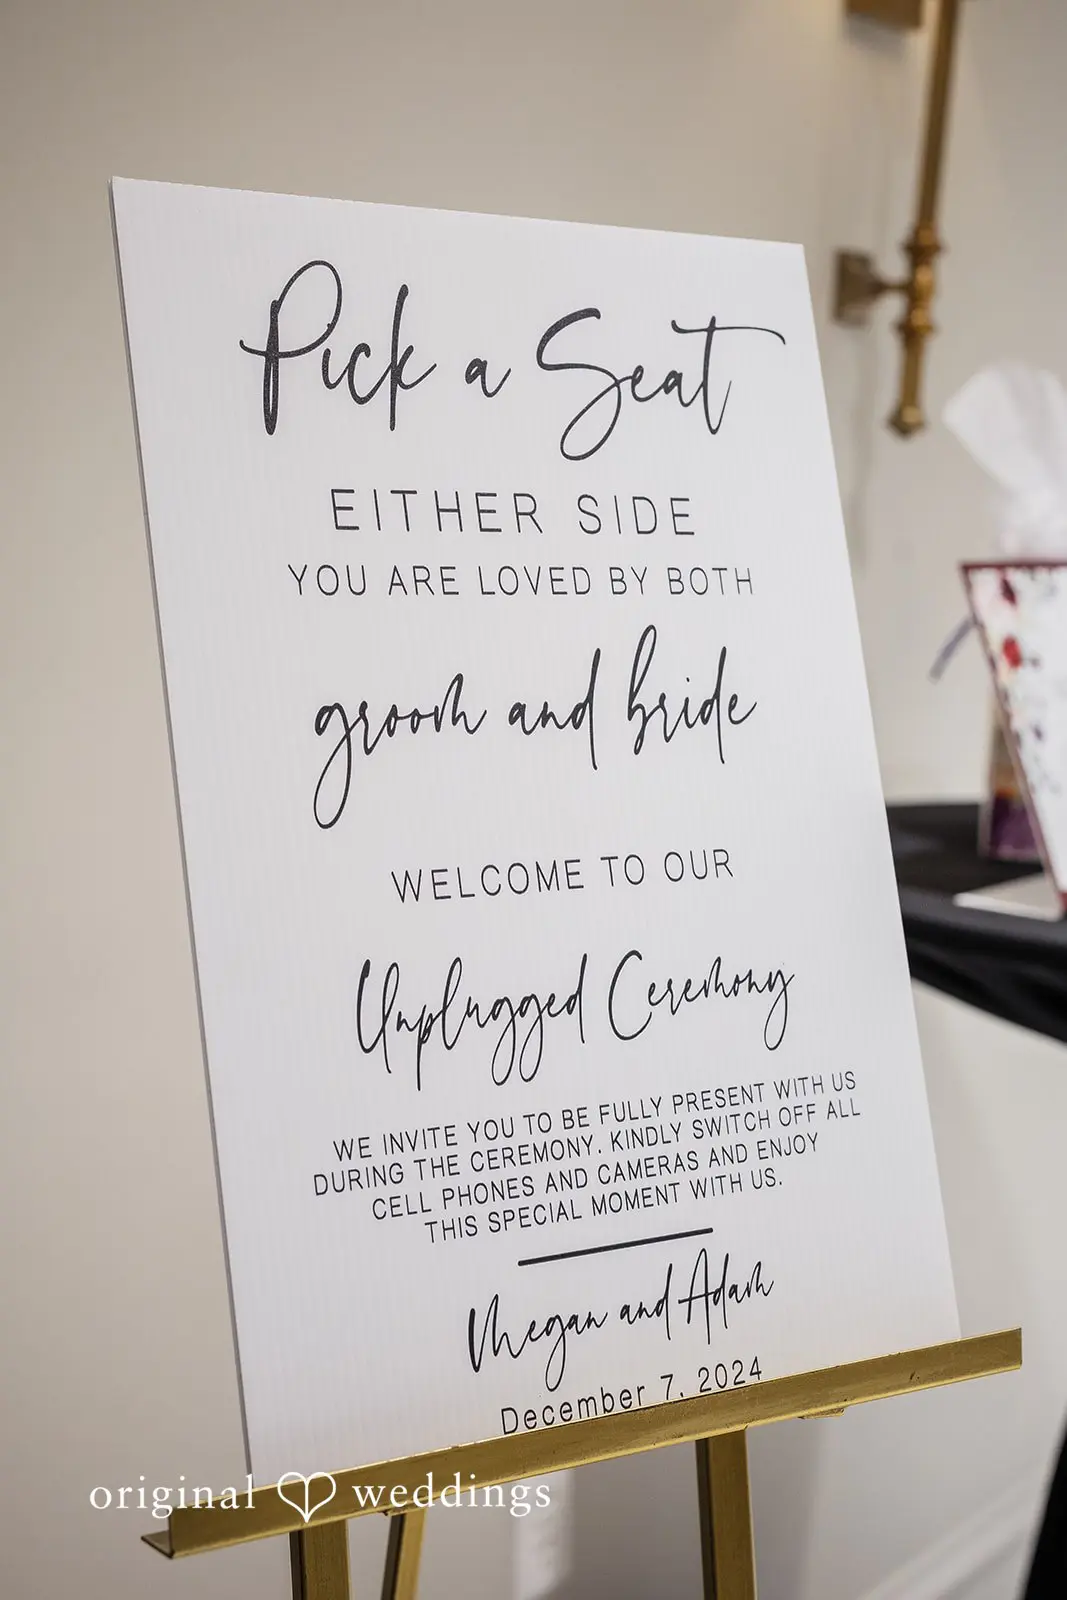 Pick a Seat
EITHER SIDE
YOU ARE LOVED BY BOTH
groom and bride
WELCOME TO OUR
Unplugged Ceremony
WE INVITE YOU TO BE FULLY PRESENT WITH US
DURING THE CEREMONY. KINDLY SWITCH OFF ALL
CELL PHONES AND CAMERAS AND ENJOY
THIS SPECIAL MOMENT WITH US.
Megan and Adam
December 7, 2024
original weddings